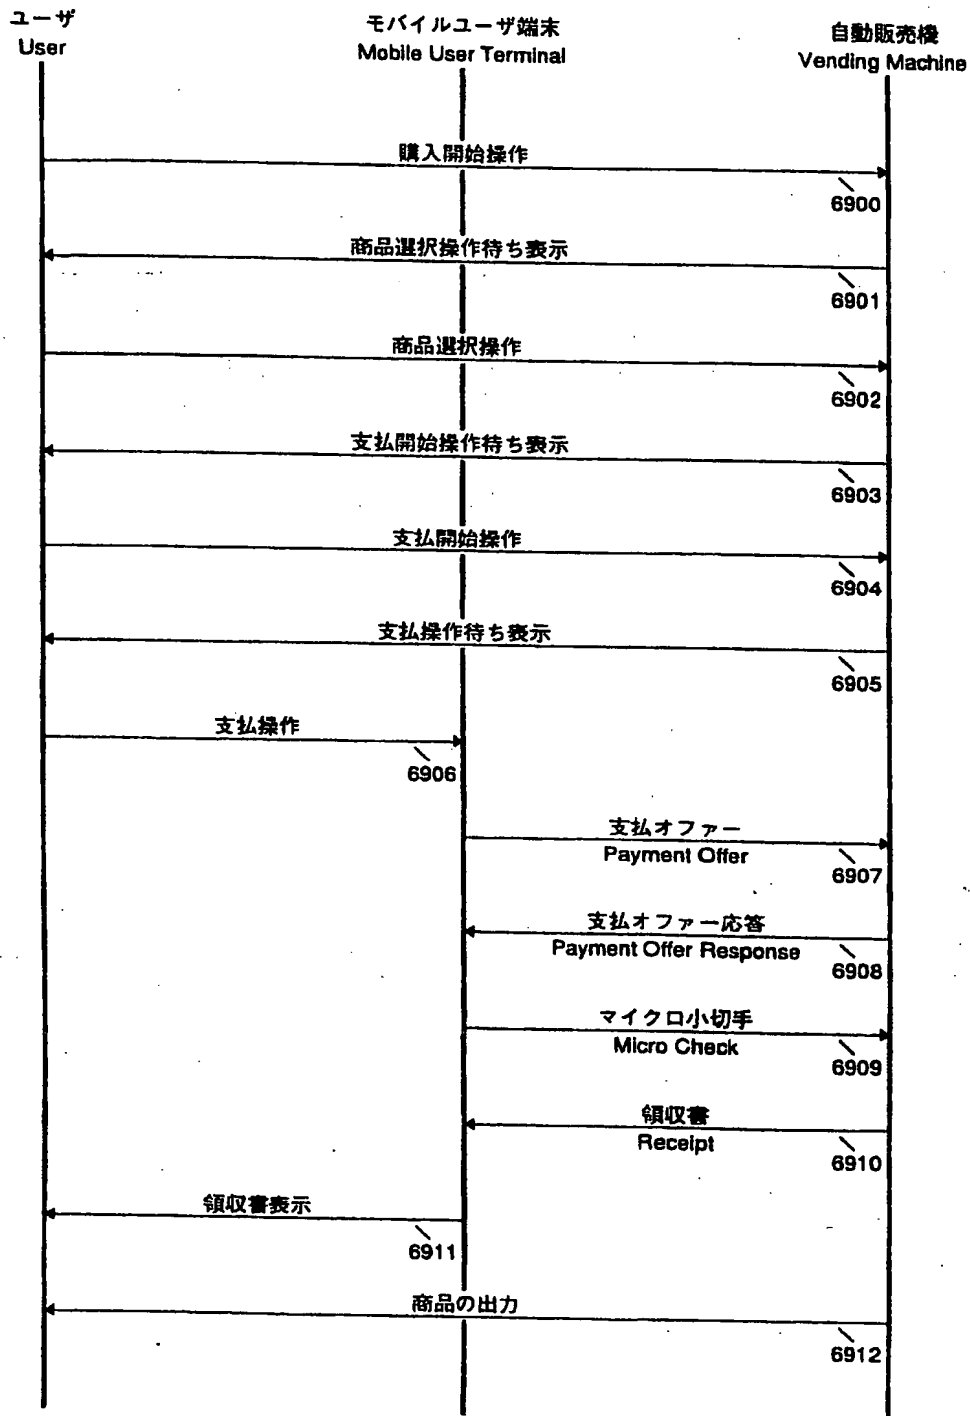 ユーザ
User
モバイルユーザ端末
Mobile User Terminal
自動販売機
Vending Machine
購入開始操作
6900
商品選択操作待ち表示
6901
商品選択操作
6902
支払開始操作待ち表示
6903
支払開始操作
6904
支払操作待ち表示
6905
支払操作
6906
支払オファー
Payment Offer
6907
支払オファー応答
Payment Offer Response
6908
マイクロ小切手
Micro Check
6909
領収書
Receipt
6910
領収書表示
6911
商品の出力
6912